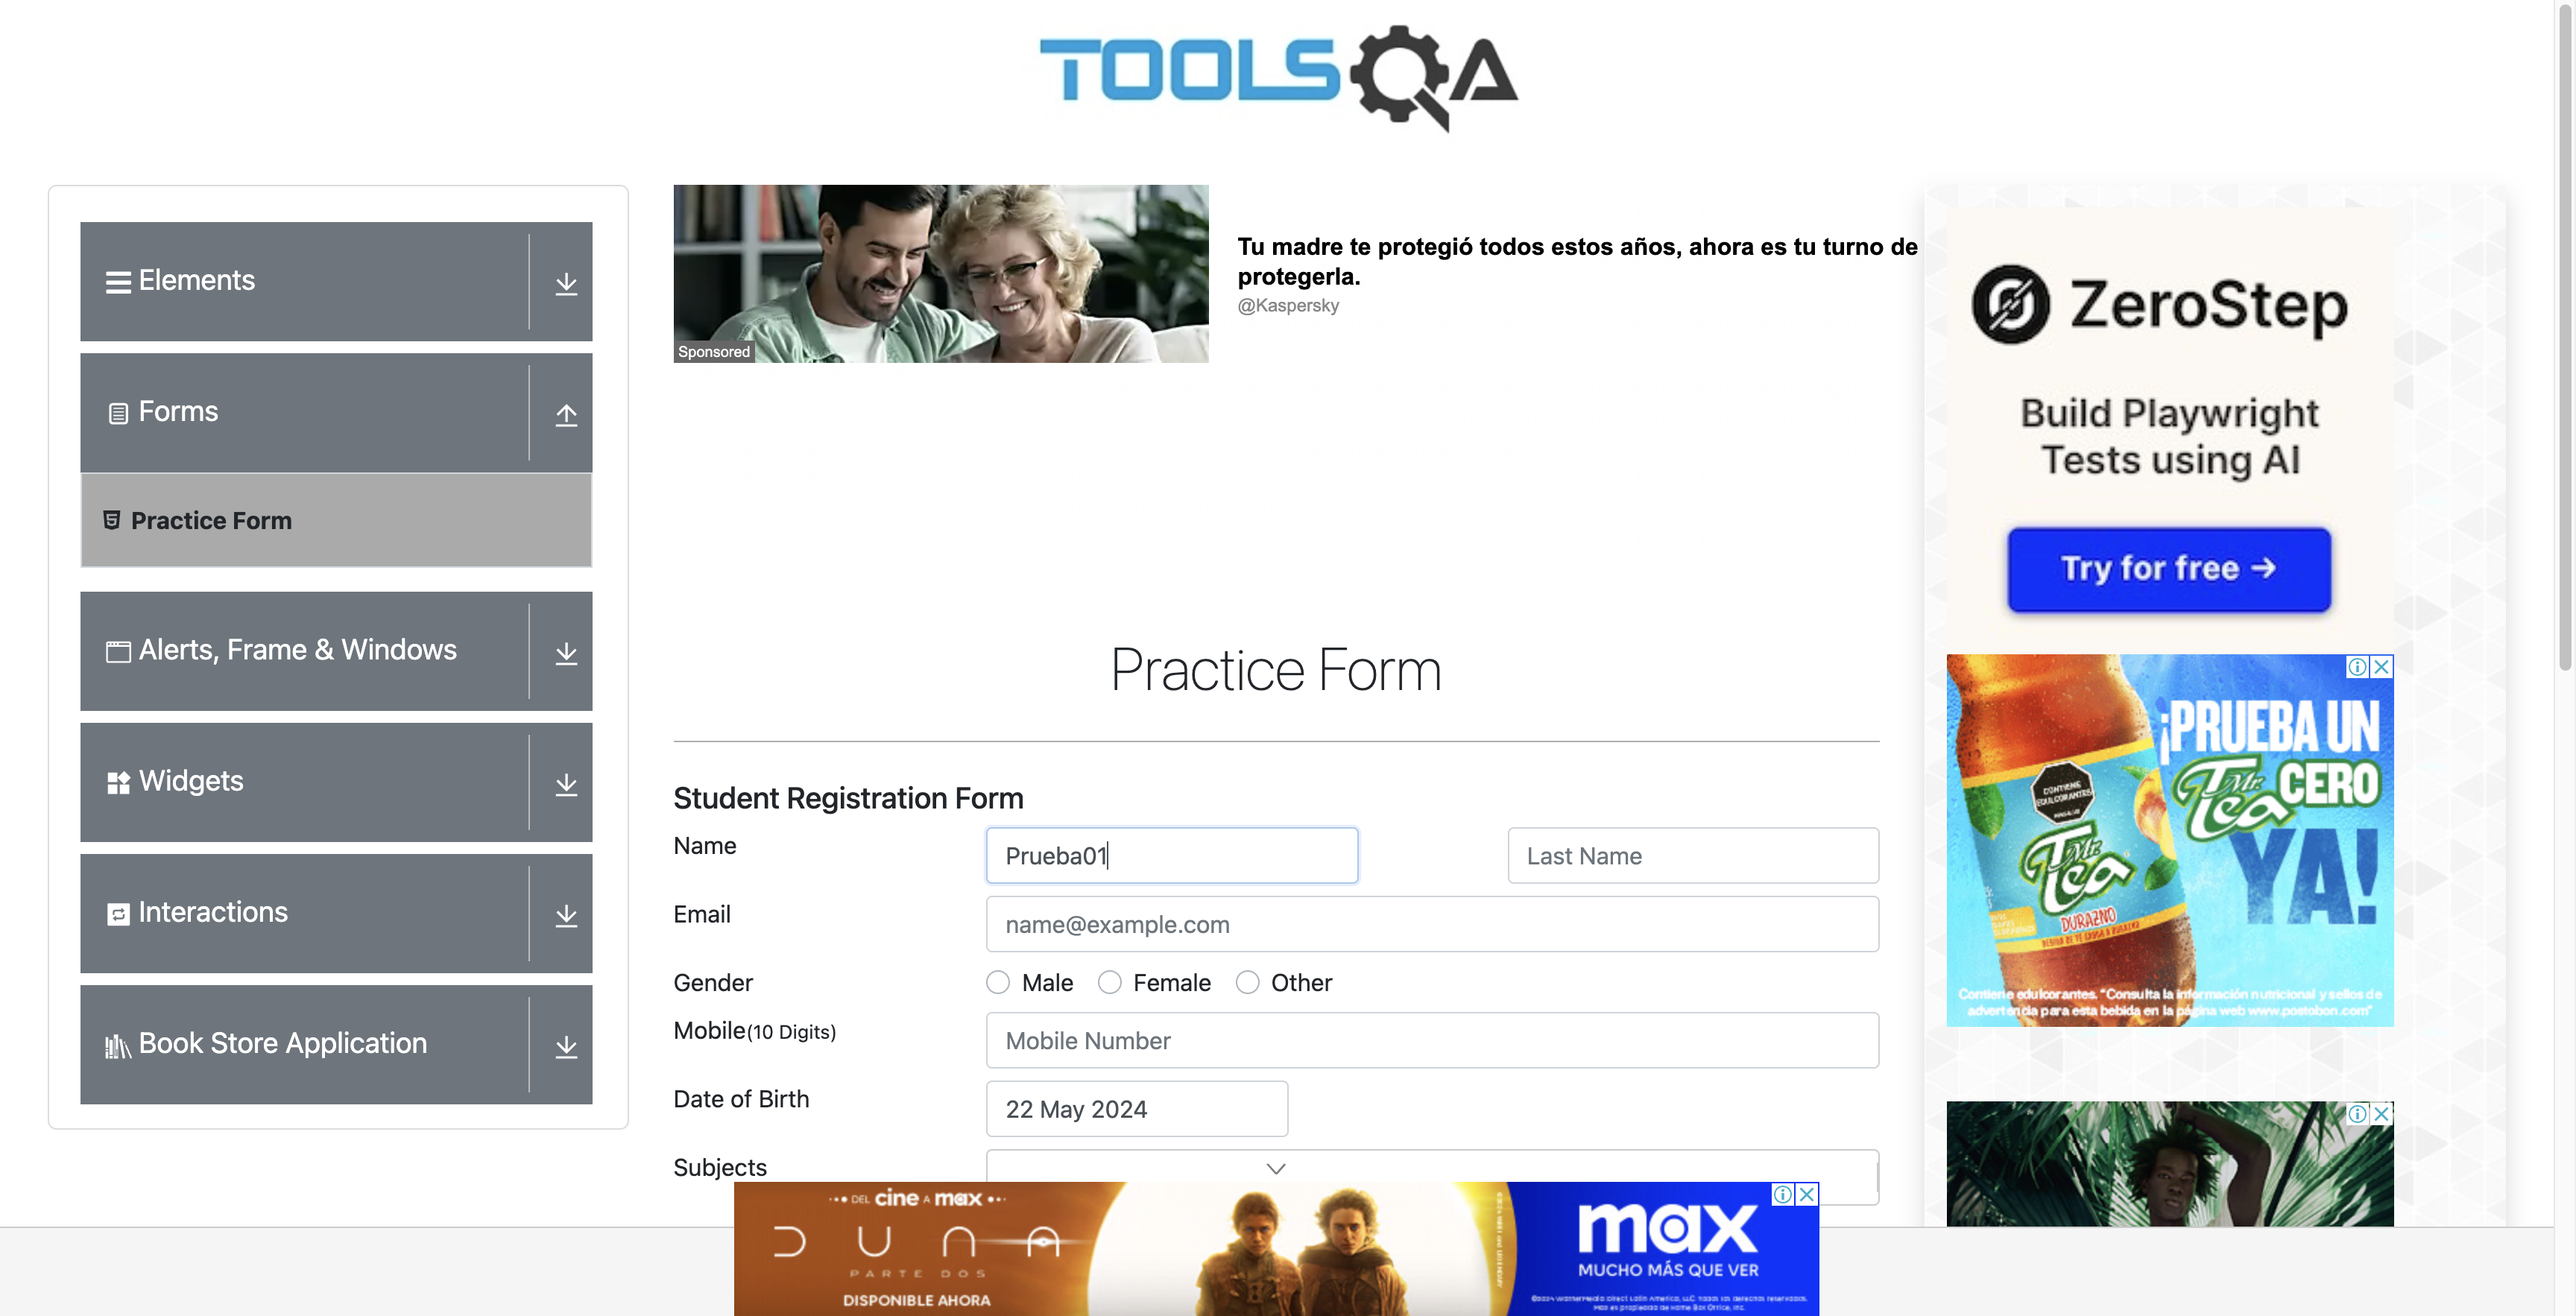 TOOLSQA
Elements
Forms
Practice Form
Alerts, Frame & Windows
Widgets
Interactions
Book Store Application
Sponsored
Tu madre te protegió todos estos años, ahora es tu turno de
protegerla.
@Kaspersky
Practice Form
Student Registration Form
Name
Prueba01
Last Name
Email
name@example.com
Gender
Male
Female
Other
Mobile(10 Digits)
Mobile Number
Date of Birth
22 May 2024
Subjects
ZeroStep
Build Playwright
Tests using AI
Try for free →
¡PRUEBA UN
Mr. Tea CERO
YA!
CONTIENE
EDULCORANTES
Mr. Tea
DURAZNO
Contiene edulcorantes. "Consulta la información nutricional y sellos de
advertencia para esta bebida en la página web www.postobon.com"
DEL cine A max
DUNA
PARTE DOS
DISPONIBLE AHORA
max
MUCHO MÁS QUE VER